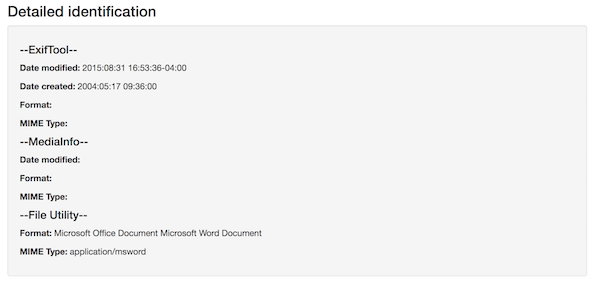 Detailed identification
--ExifTool--
Date modified: 2015:08:31 16:53:36-04:00
Date created: 2004:05:17 09:36:00
Format:
MIME Type:
--MediaInfo--
Date modified:
Format:
MIME Type:
--File Utility--
Format: Microsoft Office Document Microsoft Word Document
MIME Type: application/msword